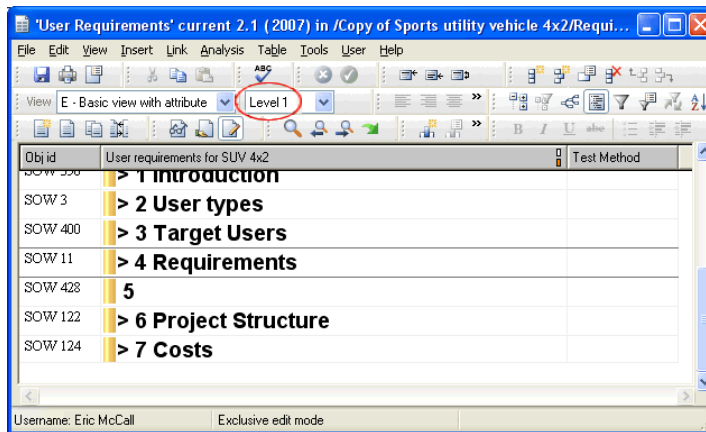 'User Requirements' current 2.1 (2007) in /Copy of Sports utility vehicle 4x2/Requi...
File Edit View Insert Link Analysis Table Tools User Help
ABC
View E - Basic view with attribute Level 1 »
» B I U abc
Obj id User requirements for SUV 4x2 Test Method
> 1 Introduction
SOW 3 > 2 User types
SOW 400 > 3 Target Users
SOW 11 > 4 Requirements
SOW 428 5
SOW 122 > 6 Project Structure
SOW 124 > 7 Costs
Username: Eric McCall Exclusive edit mode